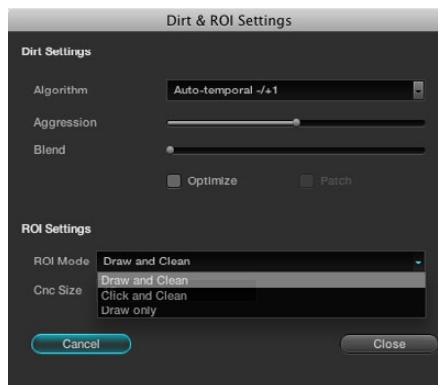 Dirt & ROI Settings
Dirt Settings
Algorithm Auto-temporal -/+1
Aggression
Blend
Optimize Patch
ROI Settings
ROI Mode Draw and Clean
Draw and Clean
Cnc Size Click and Clean
Draw only
Cancel Close